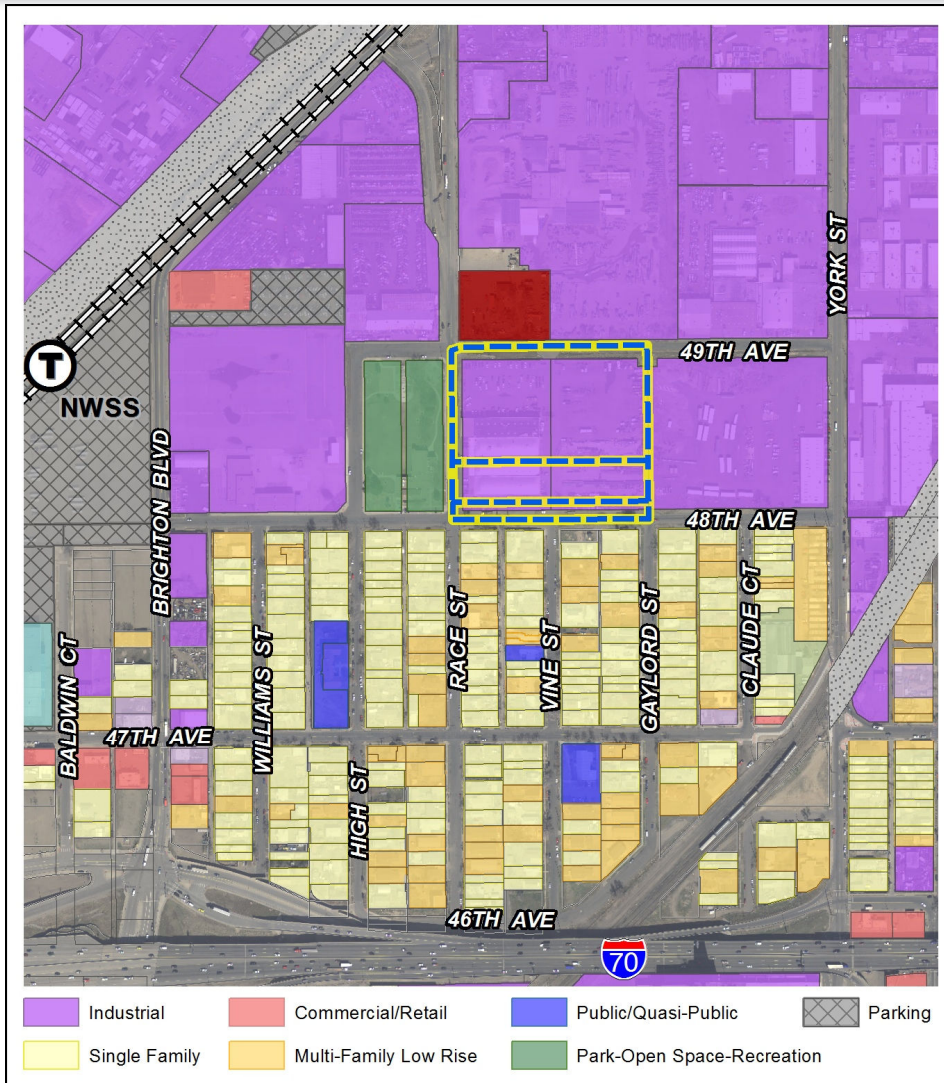 YORK ST
49TH AVE
T
NWSS
BRIGHTON BLVD
48TH AVE
BALDWIN CT
WILLIAMS ST
RACE ST
VINE ST
GAYLORD ST
CLAUDE CT
47TH AVE
HIGH ST
46TH AVE
70
Industrial
Commercial/Retail
Public/Quasi-Public
Parking
Single Family
Multi-Family Low Rise
Park-Open Space-Recreation